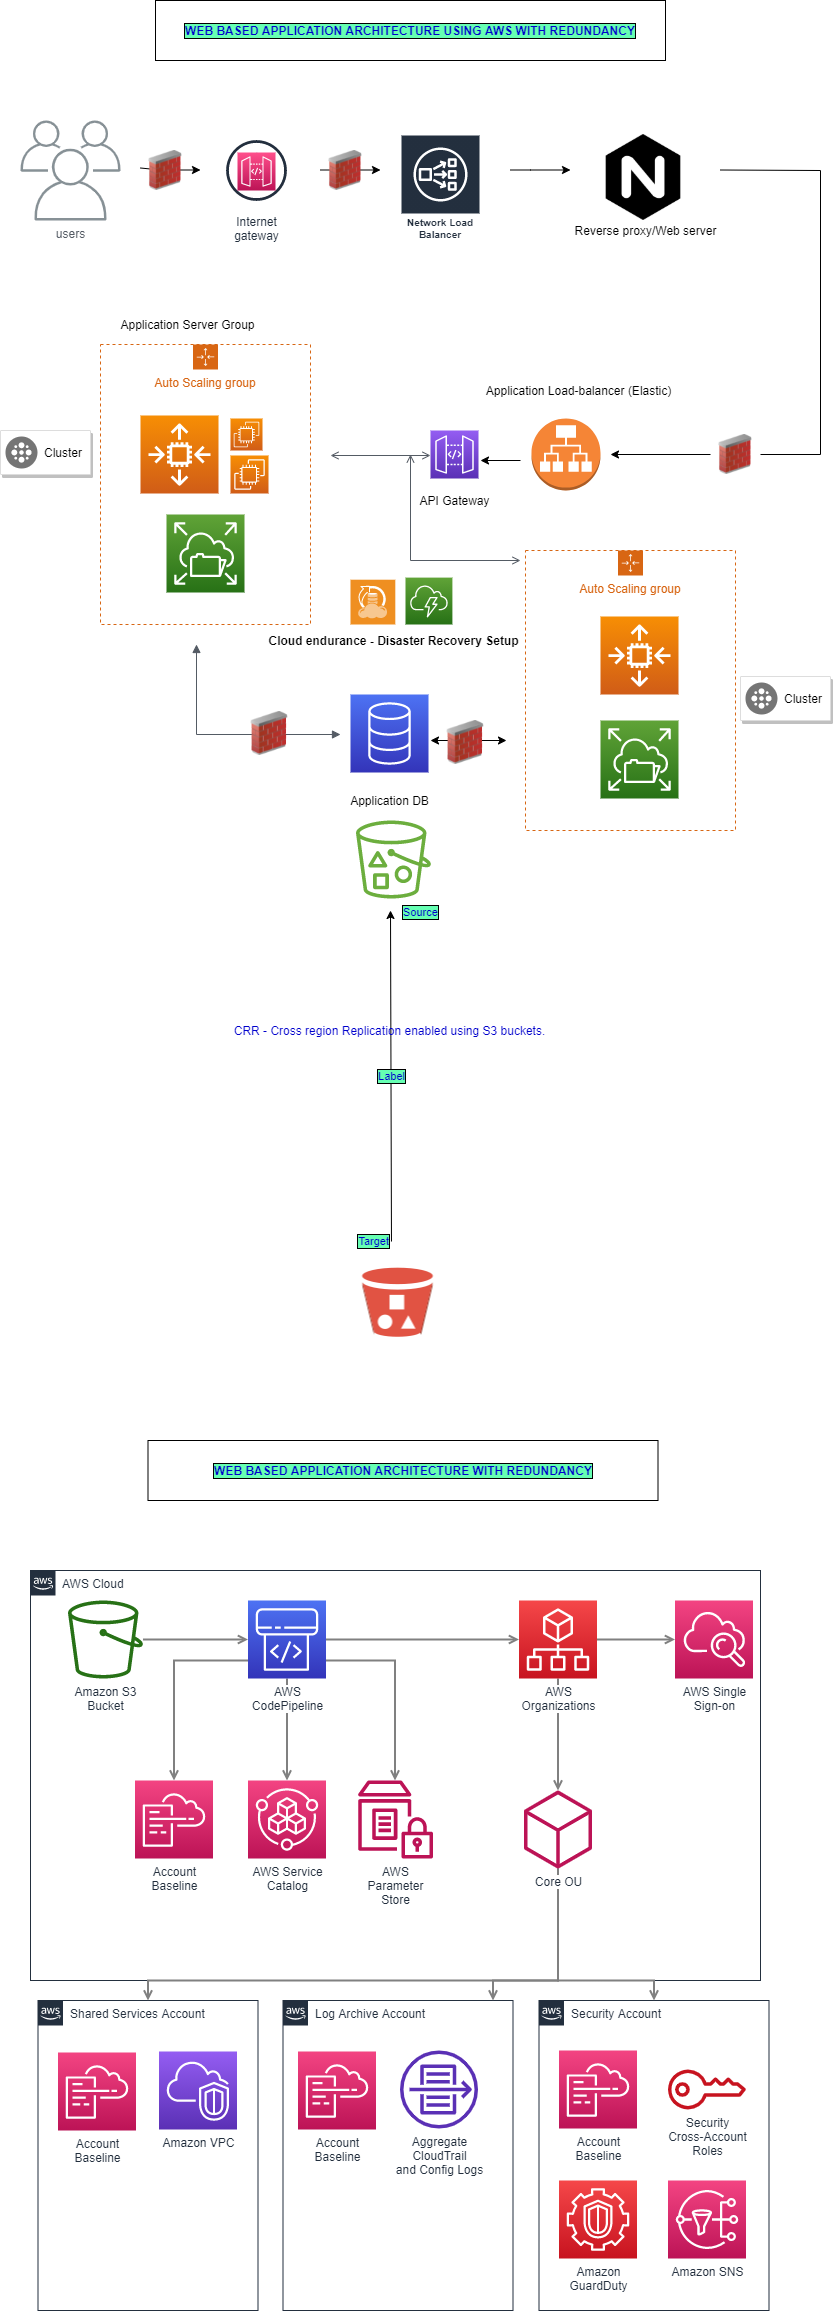 WEB BASED APPLICATION ARCHITECTURE USING AWS WITH REDUNDANCY
users
Internet
gateway
Network Load
Balancer
Reverse proxy/Web server
Application Server Group
Auto Scaling group
Cluster
Application Load-balancer (Elastic)
API Gateway
Auto Scaling group
Cloud endurance - Disaster Recovery Setup
Cluster
Application DB
Source
CRR - Cross region Replication enabled using S3 buckets.
Label
Target
WEB BASED APPLICATION ARCHITECTURE WITH REDUNDANCY
aws
AWS Cloud
Amazon S3
Bucket
AWS
CodePipeline
AWS
Organizations
AWS Single
Sign-on
Account
Baseline
AWS Service
Catalog
AWS
Parameter
Store
Core OU
aws
Shared Services Account
Account
Baseline
Amazon VPC
aws
Log Archive Account
Account
Baseline
Aggregate
CloudTrail
and Config Logs
aws
Security Account
Account
Baseline
Security
Cross-Account
Roles
Amazon
GuardDuty
Amazon SNS